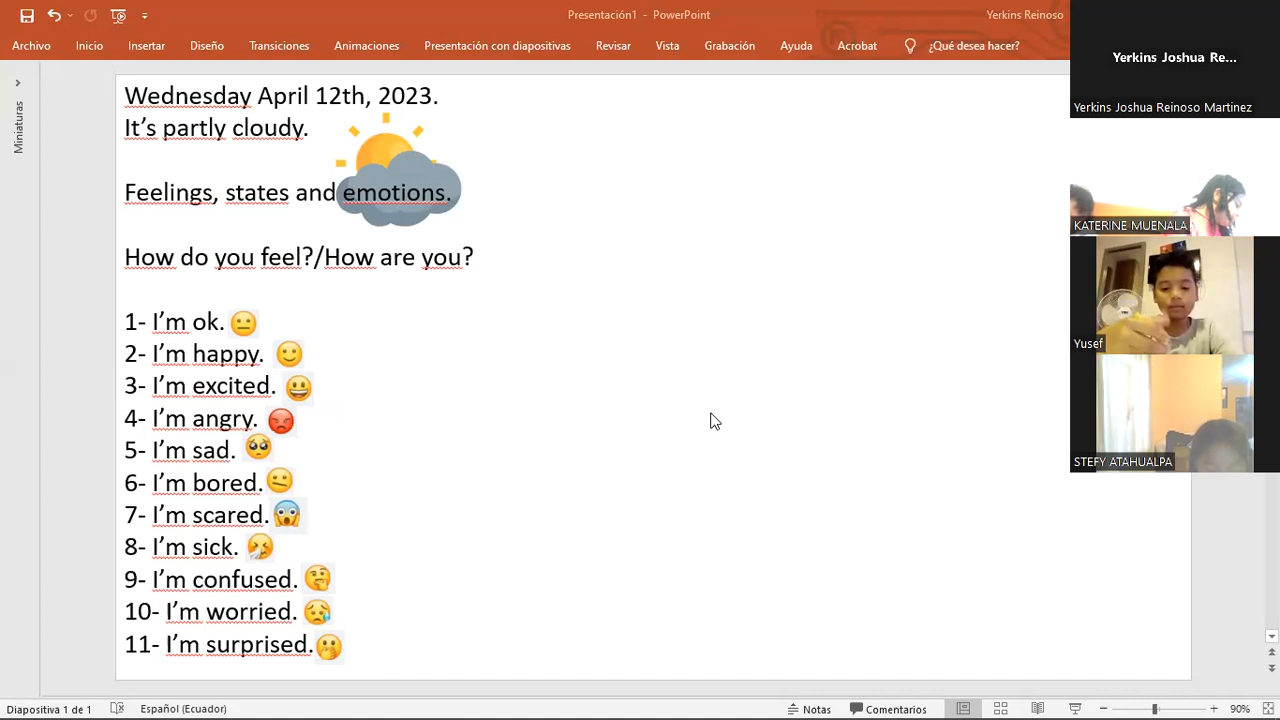 Presentación1 - PowerPoint
Yerkins Reinoso
Archivo Inicio Insertar Diseño Transiciones Animaciones Presentación con diapositivas Revisar Vista Grabación Ayuda Acrobat ¿Qué desea hacer?
Miniaturas
Wednesday April 12th, 2023.
It’s partly cloudy.
Feelings, states and emotions.
How do you feel?/How are you?
1- I’m ok.
2- I’m happy.
3- I’m excited.
4- I’m angry.
5- I’m sad.
6- I’m bored.
7- I’m scared.
8- I’m sick.
9- I’m confused.
10- I’m worried.
11- I’m surprised.
Yerkins Joshua Re...
Yerkins Joshua Reinoso Martinez
KATERINE MUENALA
Yusef
STEFY ATAHUALPA
Diapositiva 1 de 1 Español (Ecuador) Notas Comentarios 90%